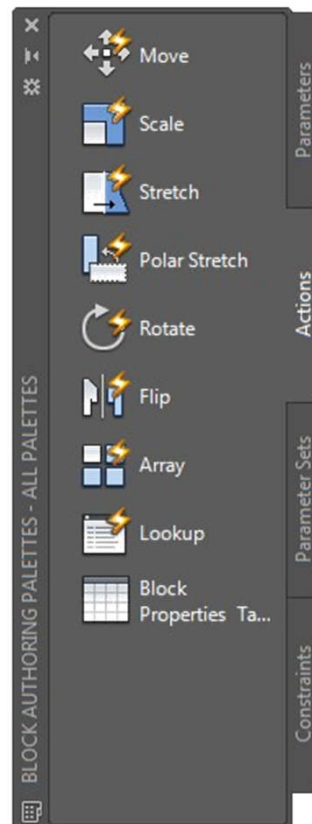 Move
Scale
Stretch
Polar Stretch
Rotate
Flip
Array
Lookup
Block
Properties Ta...
Parameters
Actions
Parameter Sets
Constraints
BLOCK AUTHORING PALETTES - ALL PALETTES